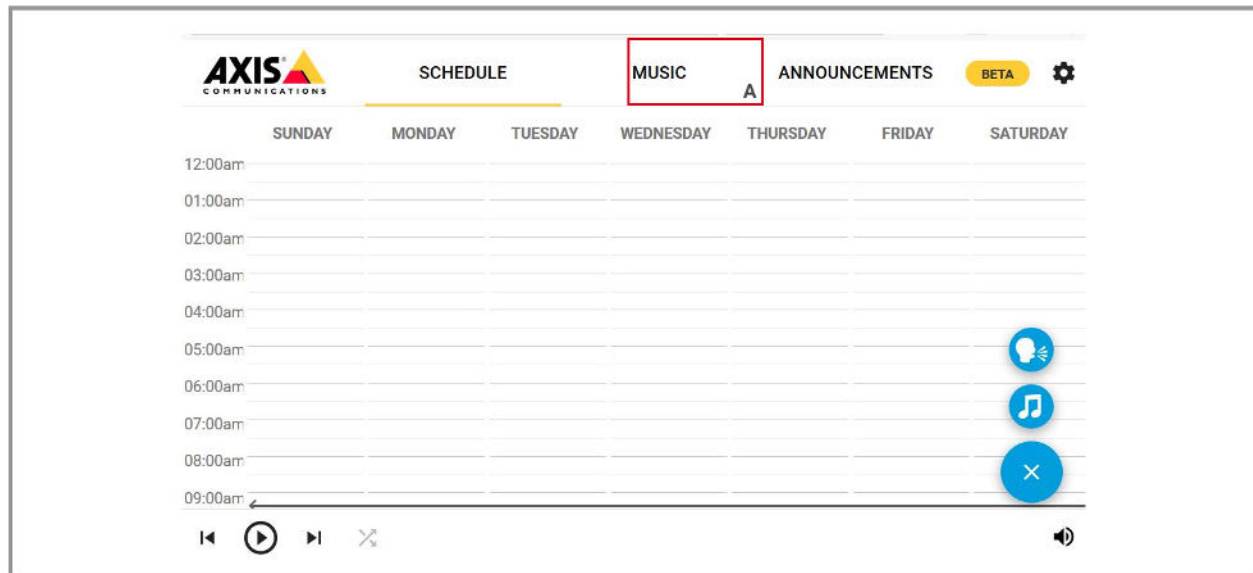 AXIS
COMMUNICATIONS
SCHEDULE MUSIC A ANNOUNCEMENTS BETA
SUNDAY MONDAY TUESDAY WEDNESDAY THURSDAY FRIDAY SATURDAY
12:00am
01:00am
02:00am
03:00am
04:00am
05:00am
06:00am
07:00am
08:00am
09:00am